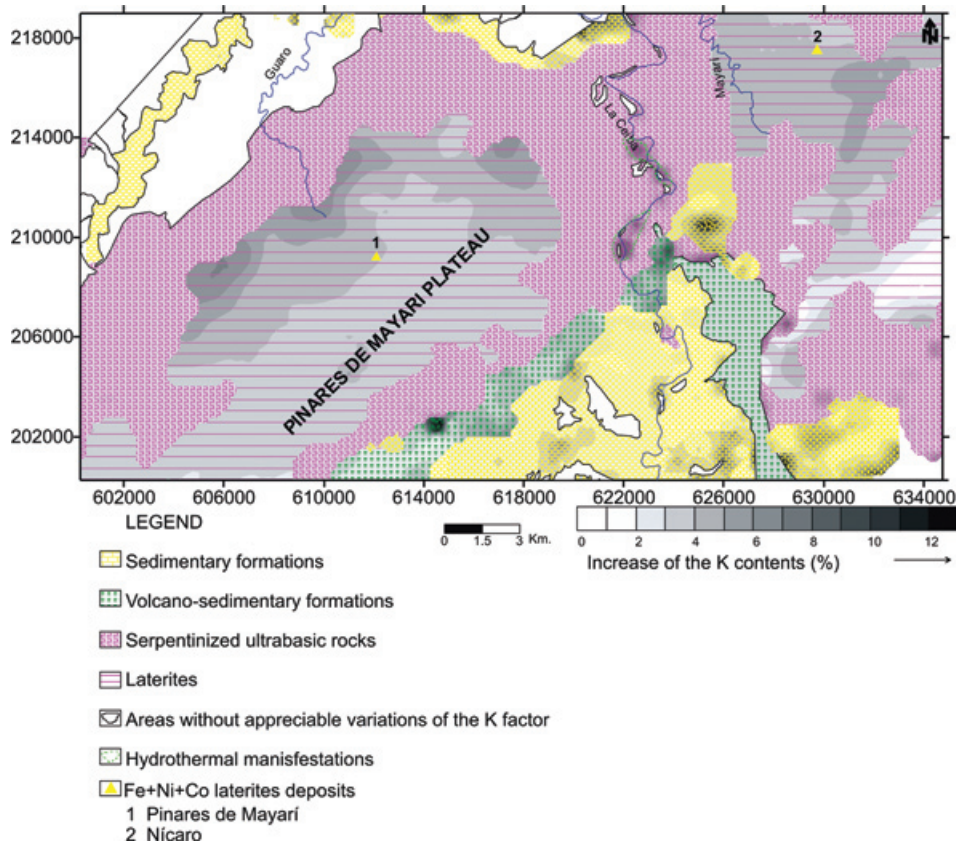 218000
214000
210000
206000
202000
Guaro
La Ceiba
Mayarí
2
N
1
PINARES DE MAYARI PLATEAU
602000 606000 610000 614000 618000 622000 626000 630000 634000
LEGEND
0 1.5 3 Km.
0 2 4 6 8 10 12
Increase of the K contents (%)
Sedimentary formations
Volcano-sedimentary formations
Serpentinized ultrabasic rocks
Laterites
Areas without appreciable variations of the K factor
Hydrothermal manisfestations
Fe+Ni+Co laterites deposits
1 Pinares de Mayarí
2 Nícaro